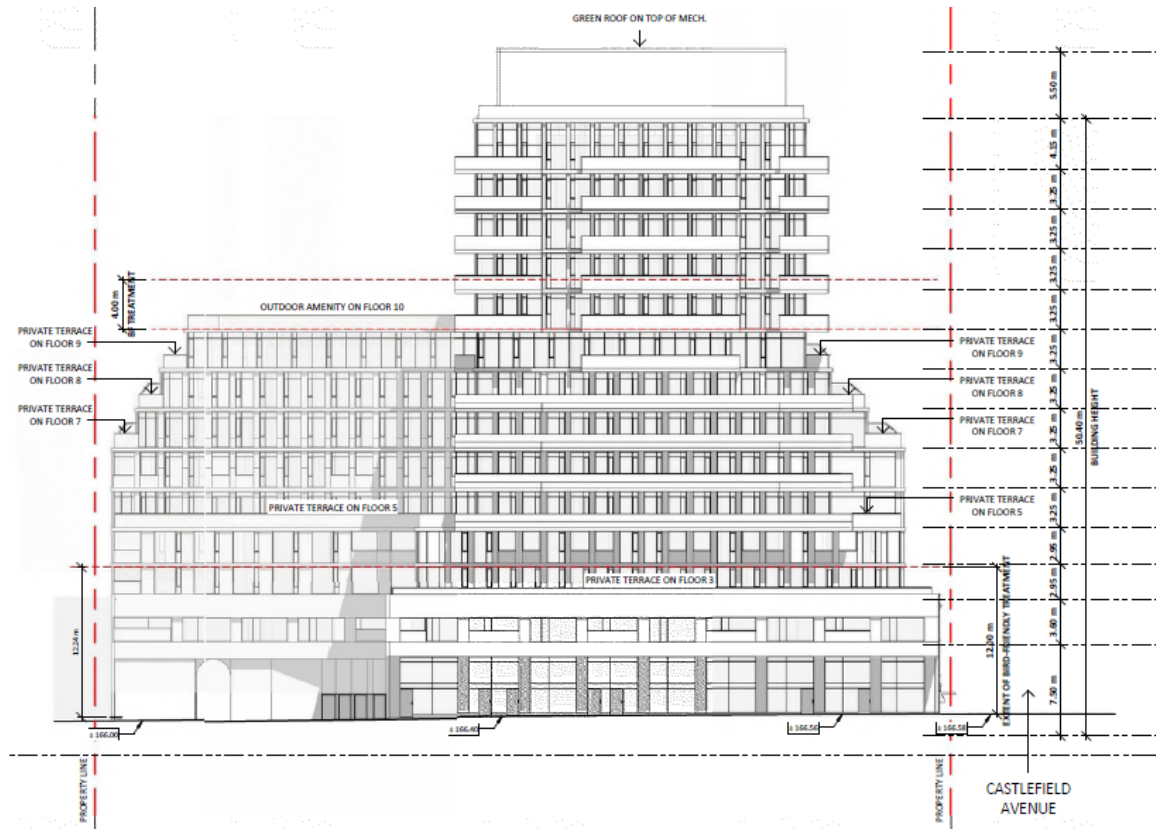 GREEN ROOF ON TOP OF MECH.
5.50 m
4.15 m
3.25 m
3.25 m
3.25 m
3.25 m
4.00 m
BF TREATMENT
OUTDOOR AMENITY ON FLOOR 10
PRIVATE TERRACE
ON FLOOR 9
PRIVATE TERRACE
ON FLOOR 8
PRIVATE TERRACE
ON FLOOR 7
PRIVATE TERRACE
ON FLOOR 9
PRIVATE TERRACE
ON FLOOR 8
PRIVATE TERRACE
ON FLOOR 7
3.25 m
3.25 m
3.25 m
3.25 m
3.25 m
50.40 m
BUILDING HEIGHT
PRIVATE TERRACE ON FLOOR 5
PRIVATE TERRACE
ON FLOOR 5
2.95 m
2.95 m
PRIVATE TERRACE ON FLOOR 3
3.60 m
7.50 m
12.24 m
12.00 m
EXTENT OF BIRD-FRIENDLY TREATMENT
± 166.00
± 166.40
± 166.56
± 166.58
PROPERTY LINE
PROPERTY LINE
CASTLEFIELD
AVENUE